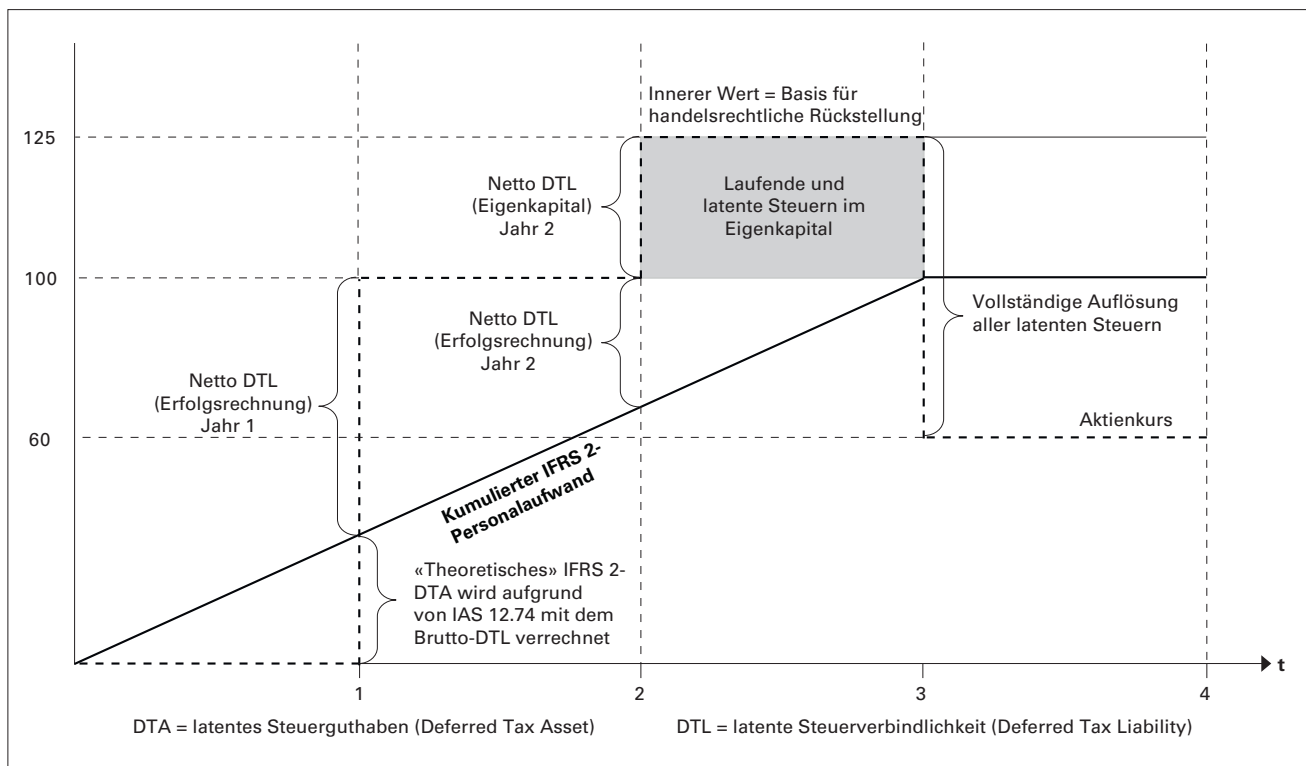 Innerer Wert = Basis für
handelsrechtliche Rückstellung
125
Netto DTL
(Eigenkapital)
Jahr 2
Laufende und
latente Steuern im
Eigenkapital
100
Netto DTL
(Erfolgsrechnung)
Jahr 2
Vollständige Auflösung
aller latenten Steuern
Netto DTL
(Erfolgsrechnung)
Jahr 1
60
Aktienkurs
Kumulierter IFRS 2-
Personalaufwand
«Theoretisches» IFRS 2-
DTA wird aufgrund
von IAS 12.74 mit dem
Brutto-DTL verrechnet
t
1
2
3
4
DTA = latentes Steuerguthaben (Deferred Tax Asset)
DTL = latente Steuerverbindlichkeit (Deferred Tax Liability)